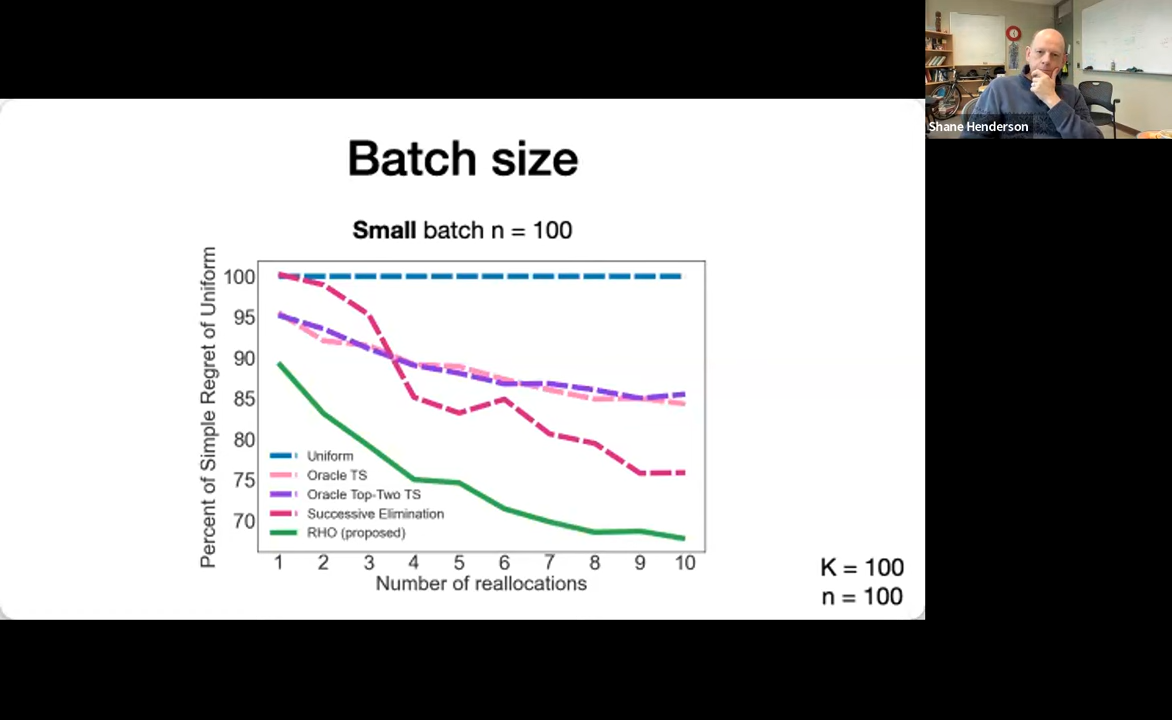 Shane Henderson
Batch size
Small batch n = 100
Percent of Simple Regret of Uniform
100
95
90
85
80
75
70
Uniform
Oracle TS
Oracle Top-Two TS
Successive Elimination
RHO (proposed)
1 2 3 4 5 6 7 8 9 10
Number of reallocations
K = 100
n = 100